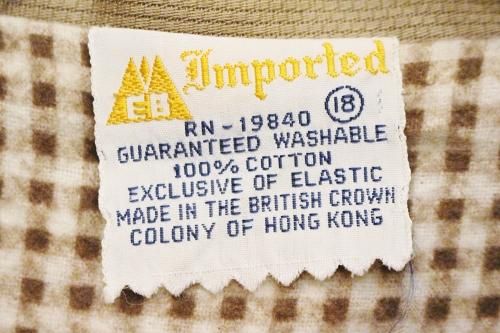 EB Imported
RN-19840 18
GUARANTEED WASHABLE
100% COTTON
EXCLUSIVE OF ELASTIC
MADE IN THE BRITISH CROWN
COLONY OF HONG KONG